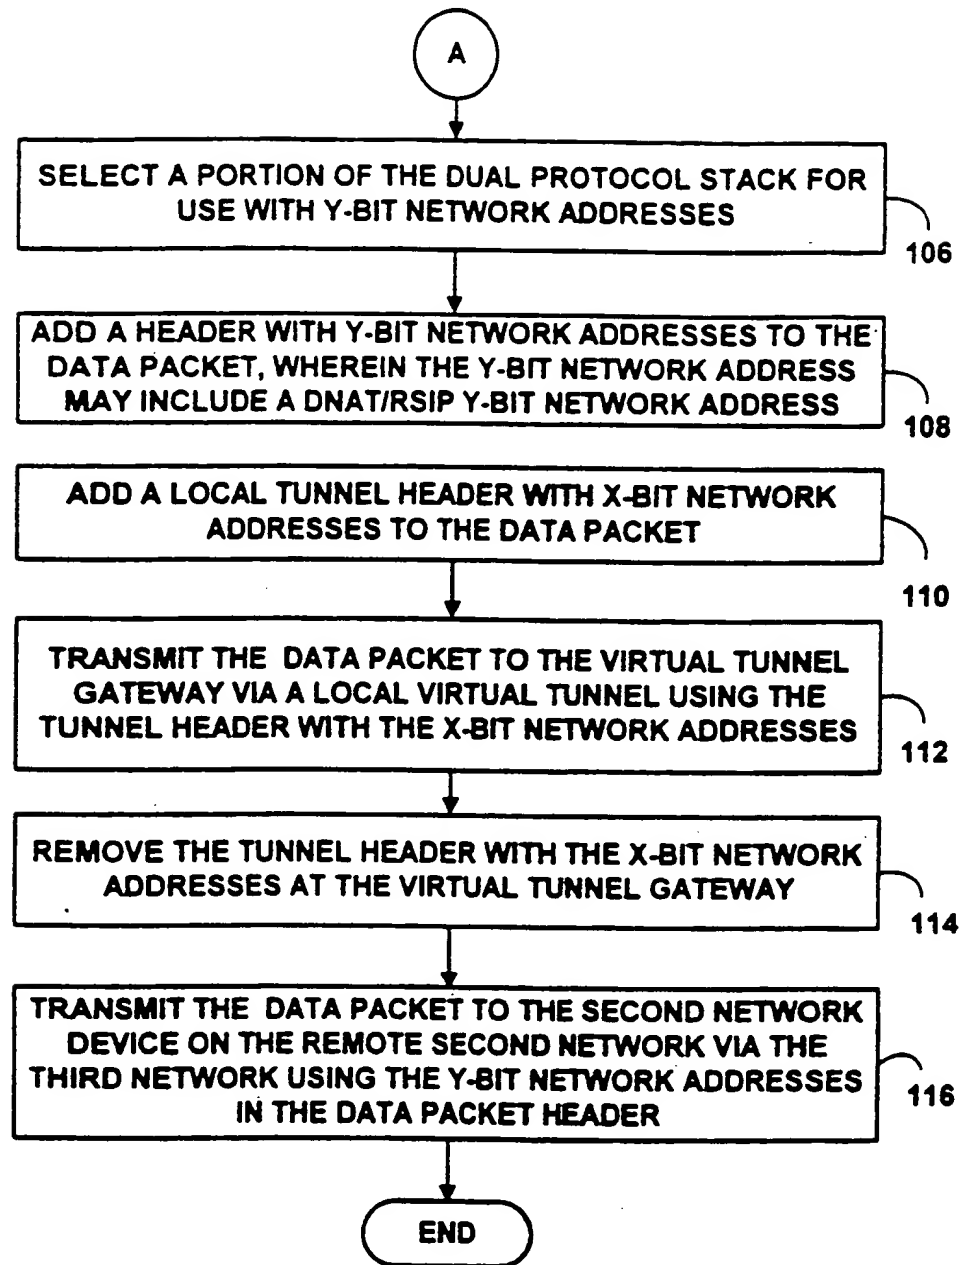 A
SELECT A PORTION OF THE DUAL PROTOCOL STACK FOR
USE WITH Y-BIT NETWORK ADDRESSES
106
ADD A HEADER WITH Y-BIT NETWORK ADDRESSES TO THE
DATA PACKET, WHEREIN THE Y-BIT NETWORK ADDRESS
MAY INCLUDE A DNAT/RSIP Y-BIT NETWORK ADDRESS
108
ADD A LOCAL TUNNEL HEADER WITH X-BIT NETWORK
ADDRESSES TO THE DATA PACKET
110
TRANSMIT THE DATA PACKET TO THE VIRTUAL TUNNEL
GATEWAY VIA A LOCAL VIRTUAL TUNNEL USING THE
TUNNEL HEADER WITH THE X-BIT NETWORK ADDRESSES
112
REMOVE THE TUNNEL HEADER WITH THE X-BIT NETWORK
ADDRESSES AT THE VIRTUAL TUNNEL GATEWAY
114
TRANSMIT THE DATA PACKET TO THE SECOND NETWORK
DEVICE ON THE REMOTE SECOND NETWORK VIA THE
THIRD NETWORK USING THE Y-BIT NETWORK ADDRESSES
IN THE DATA PACKET HEADER
116
END